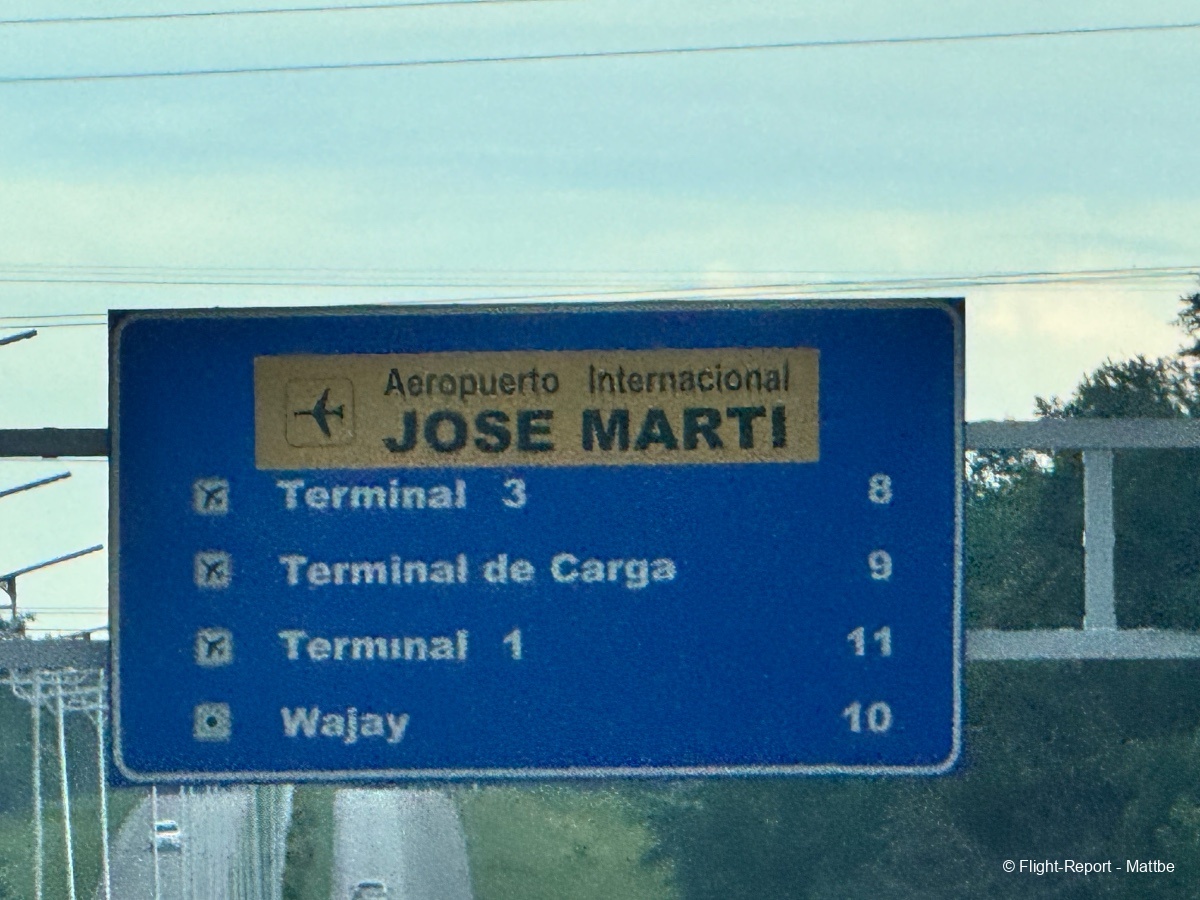 Aeropuerto Internacional
JOSE MARTI
Terminal 3 8
Terminal de Carga 9
Terminal 1 11
Wajay 10
© Flight-Report - Mattbe